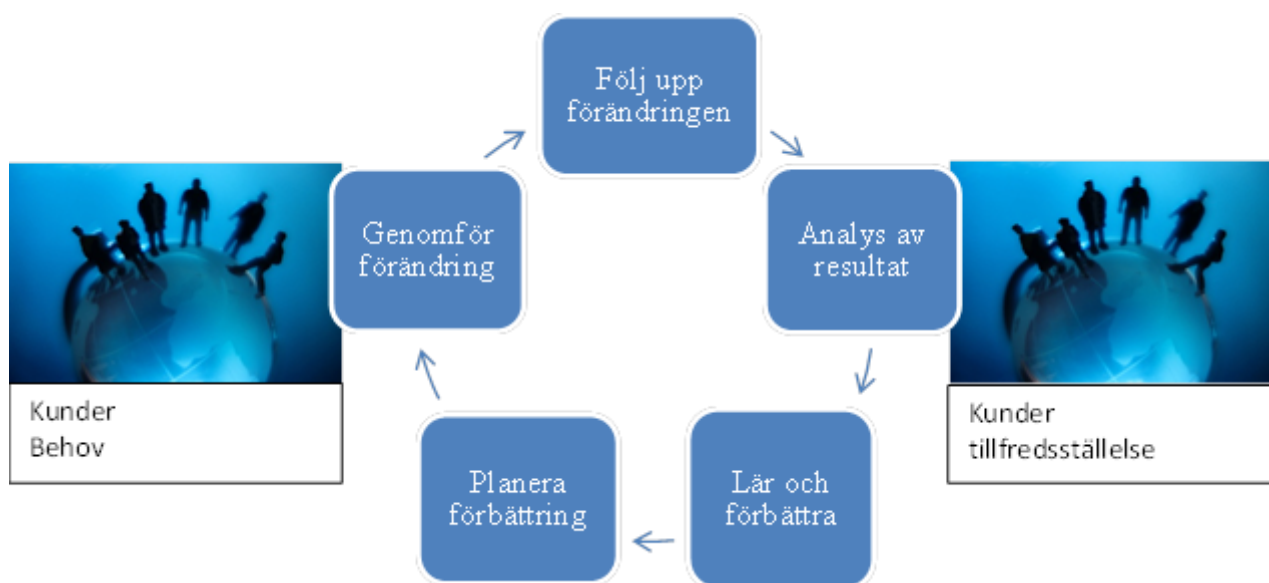 Följ upp
förändringen
Genomför
förändring
Analys av
resultat
Kunder
Behov
Kunder
tillfredsställelse
Planera
förbättring
Lär och
förbättra